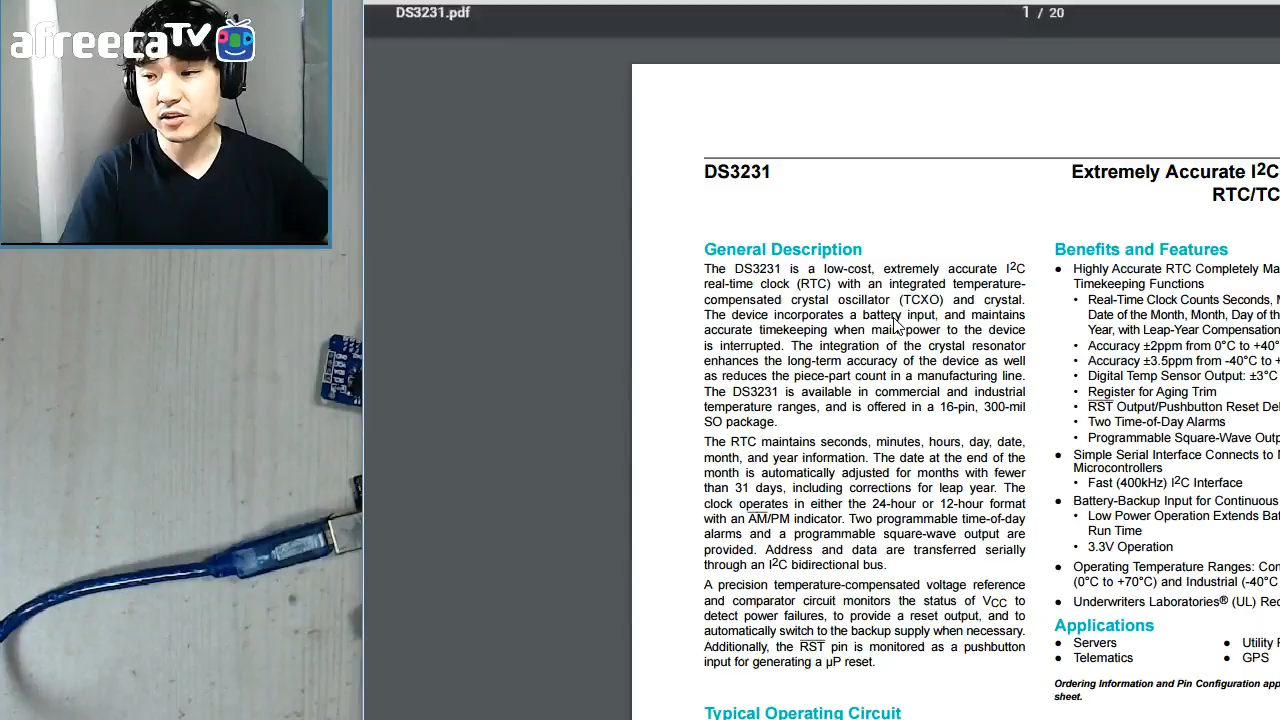 afreecaTV
DS3231.pdf
1 / 20
DS3231
Extremely Accurate I2C
RTC/TC
General Description
The DS3231 is a low-cost, extremely accurate I2C
real-time clock (RTC) with an integrated temperature-
compensated crystal oscillator (TCXO) and crystal.
The device incorporates a battery input, and maintains
accurate timekeeping when main power to the device
is interrupted. The integration of the crystal resonator
enhances the long-term accuracy of the device as well
as reduces the piece-part count in a manufacturing line.
The DS3231 is available in commercial and industrial
temperature ranges, and is offered in a 16-pin, 300-mil
SO package.
The RTC maintains seconds, minutes, hours, day, date,
month, and year information. The date at the end of the
month is automatically adjusted for months with fewer
than 31 days, including corrections for leap year. The
clock operates in either the 24-hour or 12-hour format
with an AM/PM indicator. Two programmable time-of-day
alarms and a programmable square-wave output are
provided. Address and data are transferred serially
through an I2C bidirectional bus.
A precision temperature-compensated voltage reference
and comparator circuit monitors the status of VCC to
detect power failures, to provide a reset output, and to
automatically switch to the backup supply when necessary.
Additionally, the RST pin is monitored as a pushbutton
input for generating a µP reset.
Typical Operating Circuit
Benefits and Features
● Highly Accurate RTC Completely Ma
Timekeeping Functions
• Real-Time Clock Counts Seconds, M
Date of the Month, Month, Day of th
Year, with Leap-Year Compensation
• Accuracy ±2ppm from 0°C to +40°
• Accuracy ±3.5ppm from -40°C to +
• Digital Temp Sensor Output: ±3°C
• Register for Aging Trim
• RST Output/Pushbutton Reset De
• Two Time-of-Day Alarms
• Programmable Square-Wave Outp
● Simple Serial Interface Connects to M
Microcontrollers
• Fast (400kHz) I2C Interface
● Battery-Backup Input for Continuous
• Low Power Operation Extends Bat
Run Time
• 3.3V Operation
● Operating Temperature Ranges: Com
(0°C to +70°C) and Industrial (-40°C
● Underwriters Laboratories® (UL) Rec
Applications
● Servers
● Telematics
● Utility P
● GPS
Ordering Information and Pin Configuration app
sheet.